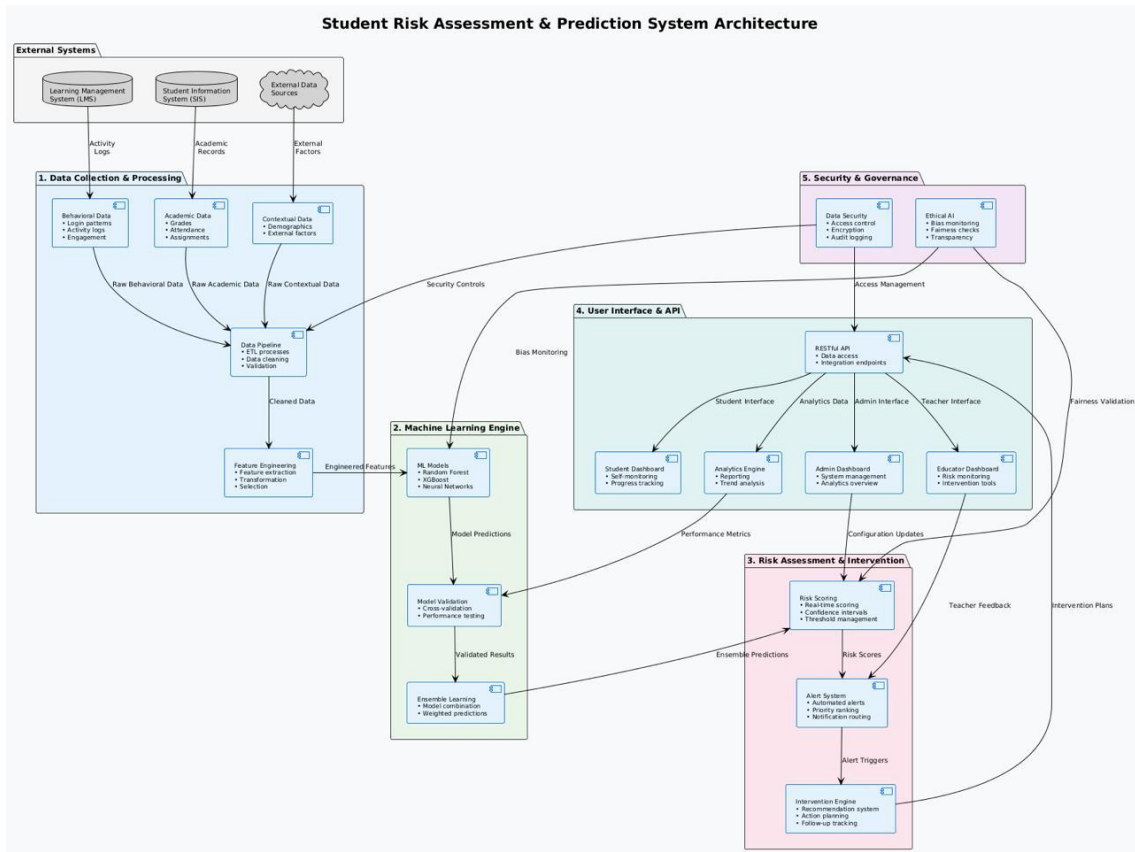 Student Risk Assessment & Prediction System Architecture
External Systems
Learning Management
System (LMS)
Student Information
System (SIS)
External Data
Sources
Activity
Logs
Academic
Records
External
Factors
1. Data Collection & Processing
Behavioral Data
• Login patterns
• Activity logs
• Engagement
Academic Data
• Grades
• Attendance
• Assignments
Contextual Data
• Demographics
• External factors
Raw Behavioral Data
Raw Academic Data
Raw Contextual Data
Data Pipeline
• ETL processes
• Data cleaning
• Validation
Cleaned Data
Feature Engineering
• Feature extraction
• Transformation
• Selection
Engineered Features
5. Security & Governance
Data Security
• Access control
• Encryption
• Audit logging
Ethical AI
• Bias monitoring
• Fairness checks
• Transparency
Security Controls
Access Management
Bias Monitoring
Fairness Validation
4. User Interface & API
RESTful API
• Data access
• Integration endpoints
Student Interface
Analytics Data
Admin Interface
Teacher Interface
Student Dashboard
• Self-monitoring
• Progress tracking
Analytics Engine
• Reporting
• Trend analysis
Admin Dashboard
• System management
• Analytics overview
Educator Dashboard
• Risk monitoring
• Intervention tools
2. Machine Learning Engine
ML Models
• Random Forest
• XGBoost
• Neural Networks
Model Predictions
Performance Metrics
Configuration Updates
Model Validation
• Cross-validation
• Performance testing
Validated Results
Ensemble Learning
• Model combination
• Weighted predictions
Ensemble Predictions
3. Risk Assessment & Intervention
Risk Scoring
• Real-time scoring
• Confidence intervals
• Threshold management
Teacher Feedback
Intervention Plans
Risk Scores
Alert System
• Automated alerts
• Priority ranking
• Notification routing
Alert Triggers
Intervention Engine
• Recommendation system
• Action planning
• Follow-up tracking